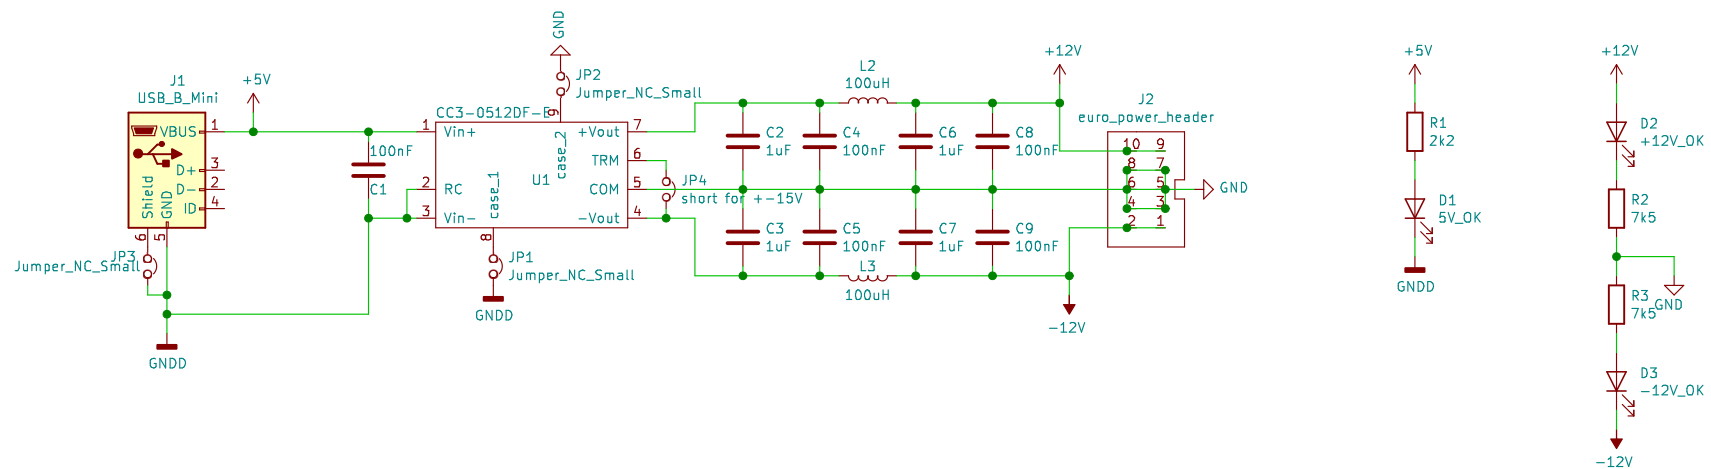 J1
USB_B_Mini
VBUS
1
D+
3
D-
2
ID
4
Shield
GND
6
5
JP3
Jumper_NC_Small
GNDD
+5V
100nF
C1
GND
JP2
Jumper_NC_Small
CC3-0512DF-E
9
1
Vin+
2
RC
3
Vin-
case_1
case_2
U1
+Vout
7
TRM
6
COM
5
-Vout
4
8
JP1
Jumper_NC_Small
GNDD
JP4
short for +-15V
C2
1uF
C4
100nF
L2
100uH
C6
1uF
C8
100nF
C3
1uF
C5
100nF
L3
100uH
C7
1uF
C9
100nF
+12V
J2
euro_power_header
10 9
8 7
6 5
4 3
2 1
GND
-12V
+5V
R1
2k2
D1
5V_OK
GNDD
+12V
D2
+12V_OK
R2
7k5
R3
7k5
GND
D3
-12V_OK
-12V